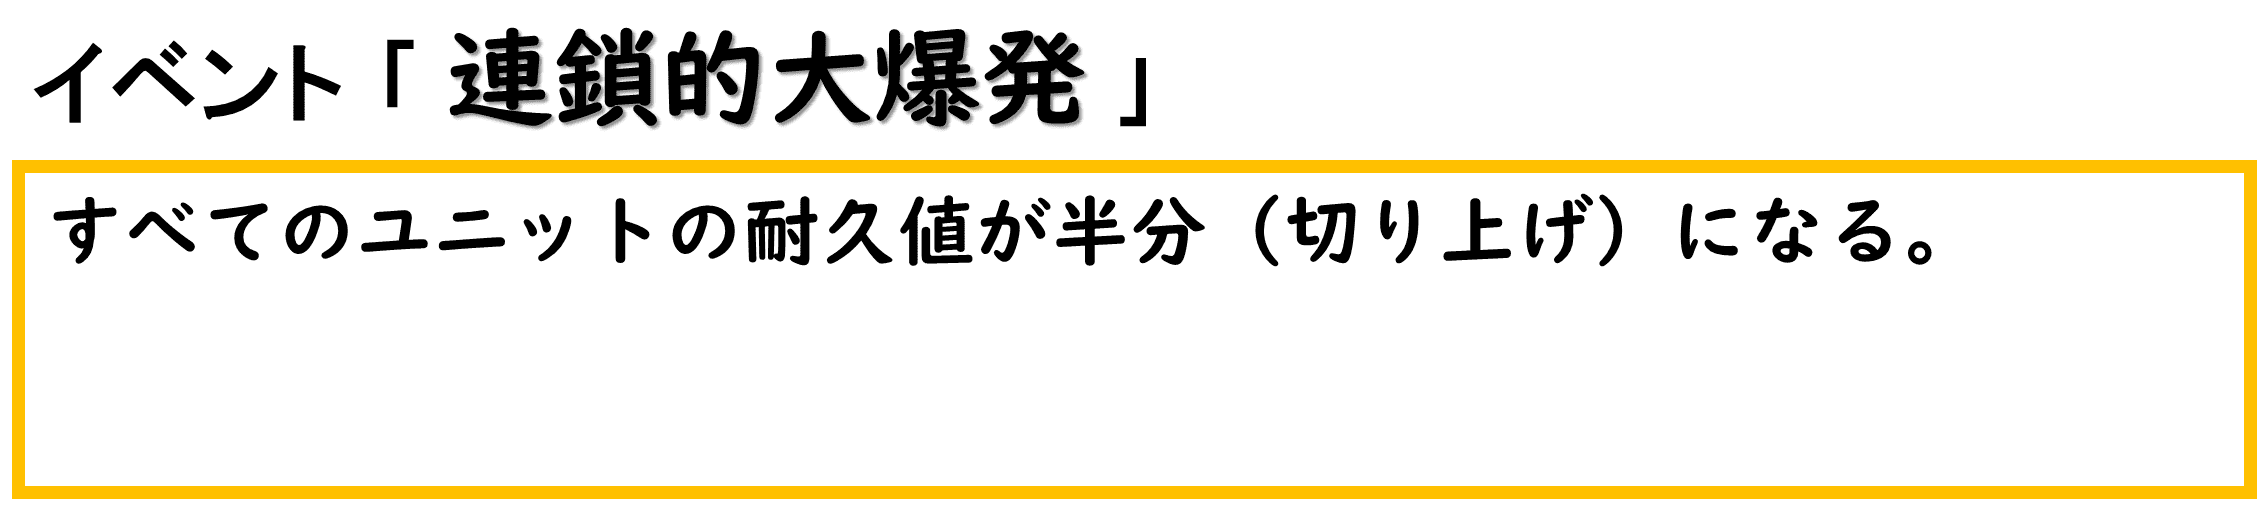 イベント「連鎖的大爆発」
すべてのユニットの耐久値が半分（切り上げ）になる。